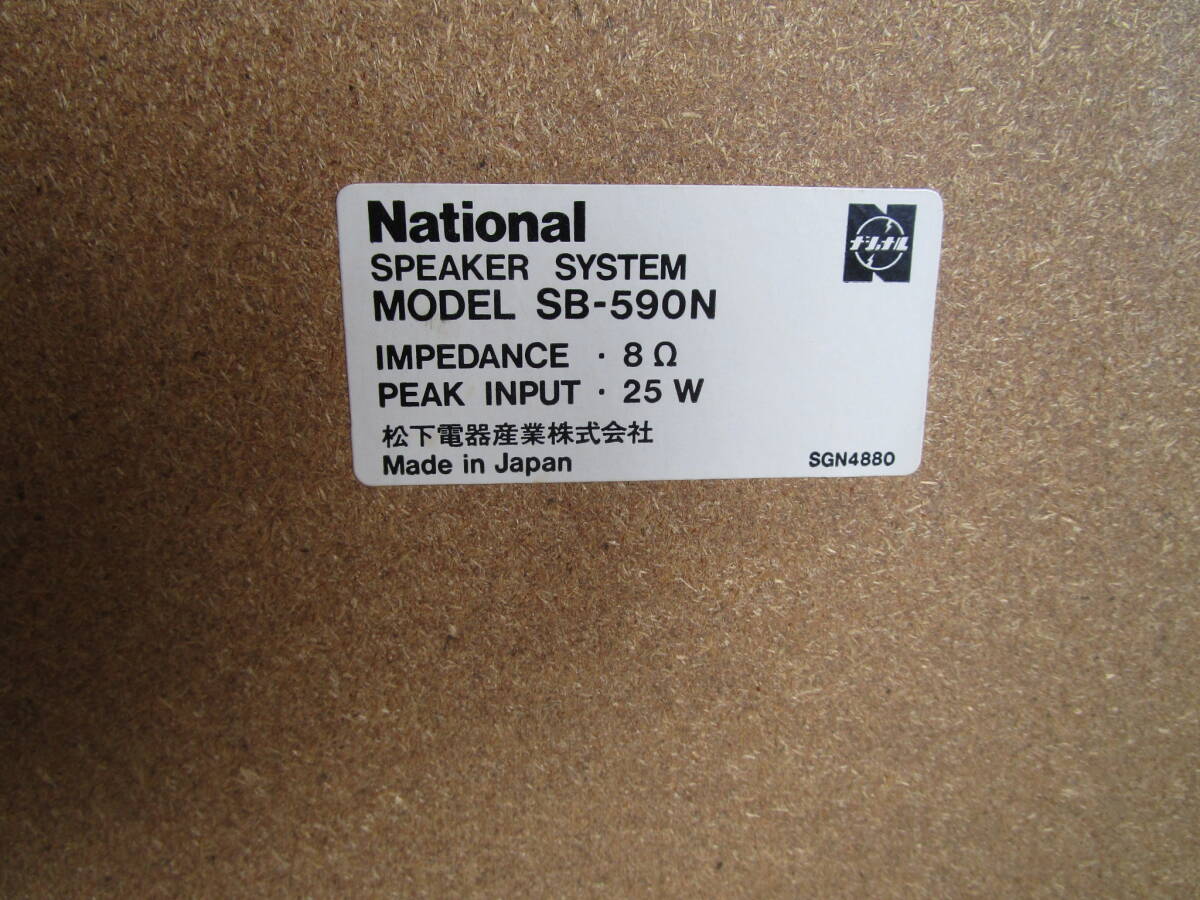 National
ナショナル
SPEAKER SYSTEM
MODEL SB-590N
IMPEDANCE · 8 Ω
PEAK INPUT · 25 W
松下電器産業株式会社
Made in Japan
SGN4880